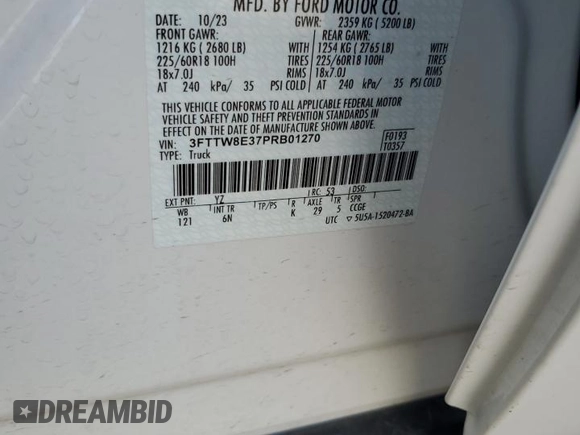 MFD. BY FORD MOTOR CO.
DATE: 10/23 GVWR: 2359 KG ( 5200 LB)
FRONT GAWR: REAR GAWR:
1216 KG ( 2680 LB) WITH 1254 KG ( 2765 LB) WITH
225/60R18 100H TIRES 225/60R18 100H TIRES
18x7.0J RIMS 18x7.0J RIMS
AT 240 kPa/ 35 PSI COLD AT 240 kPa/ 35 PSI COLD
THIS VEHICLE CONFORMS TO ALL APPLICABLE FEDERAL MOTOR
VEHICLE SAFETY AND BUMPER AND THEFT PREVENTION STANDARDS IN
EFFECT ON THE DATE OF MANUFACTURE SHOWN ABOVE.
VIN: 3FTTW8E37PRB01270 F0193
TYPE: Truck T0357
EXT PNT: YZ RC: 53 DSO:
WB INT TR TP/PS R AXLE TR CCGE
121 6N K 29 5
UTC ▽ 5U5A-1520472-BA
DREAMBID